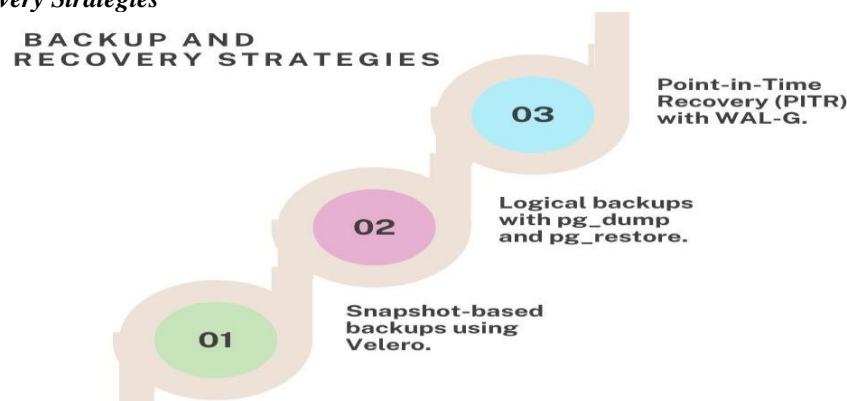 very Strategies
BACKUP AND
RECOVERY STRATEGIES
03
Point-in-Time
Recovery (PITR)
with WAL-G.
02
Logical backups
with pg_dump
and pg_restore.
01
Snapshot-based
backups using
Velero.